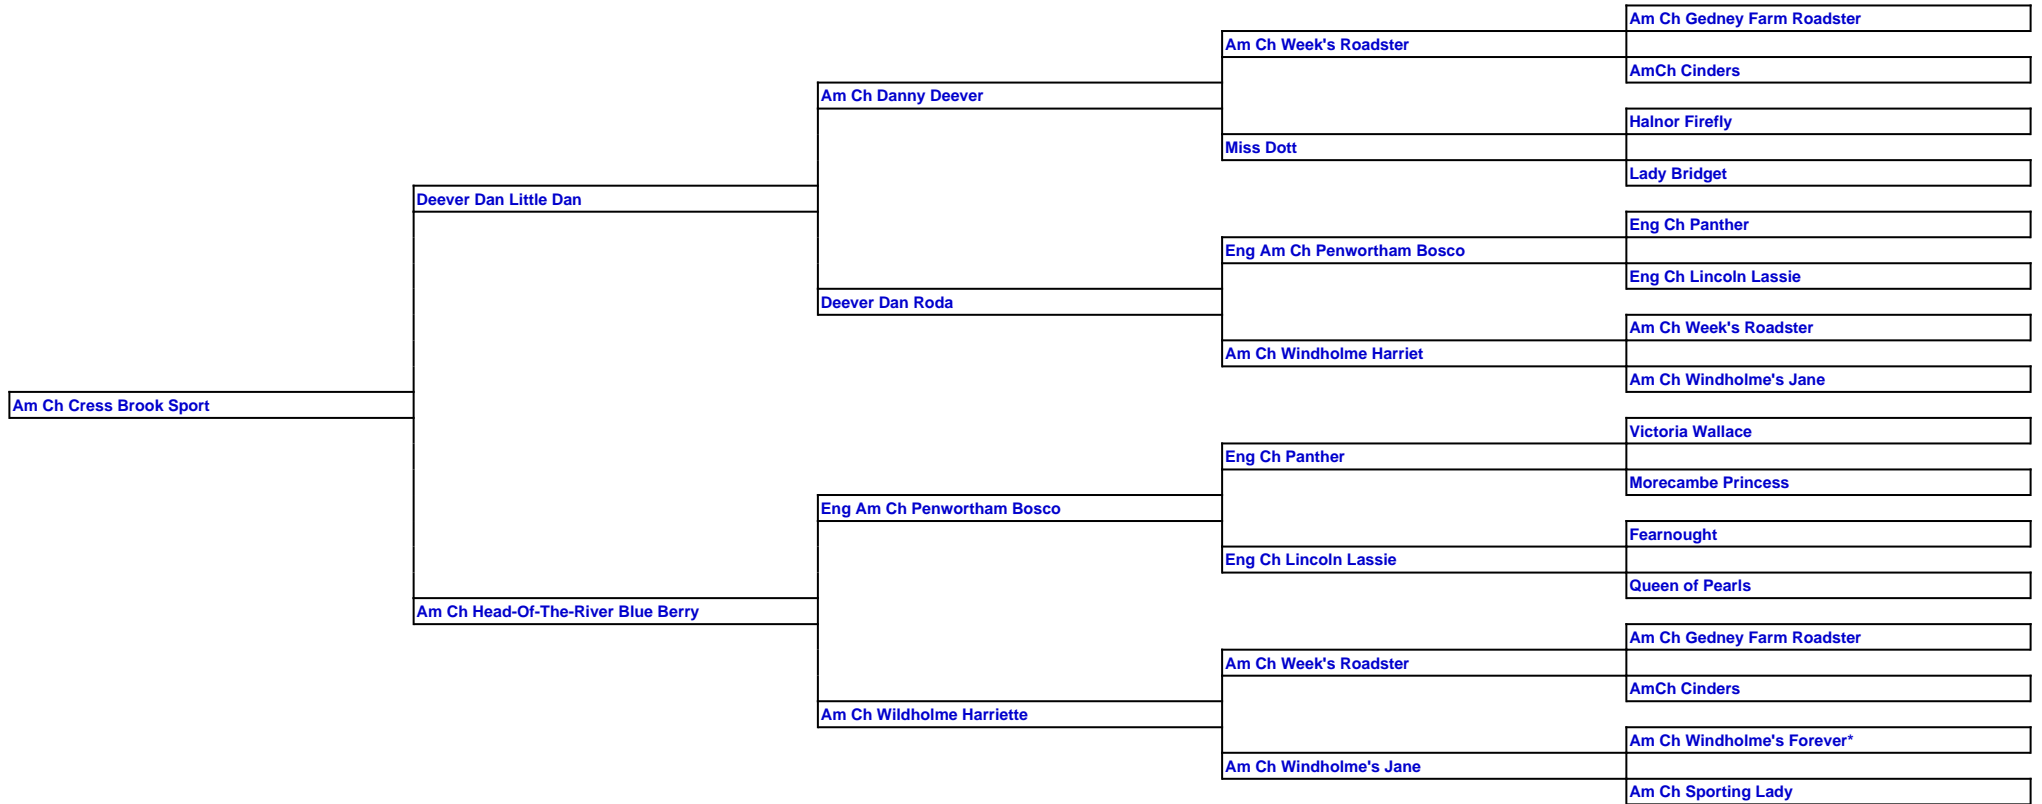 Am Ch Gedney Farm Roadster
Am Ch Week's Roadster
AmCh Cinders
Am Ch Danny Deever
Halnor Firefly
Miss Dott
Lady Bridget
Deever Dan Little Dan
Eng Ch Panther
Eng Am Ch Penwortham Bosco
Eng Ch Lincoln Lassie
Deever Dan Roda
Am Ch Week's Roadster
Am Ch Windholme Harriet
Am Ch Windholme's Jane
Am Ch Cress Brook Sport
Victoria Wallace
Eng Ch Panther
Morecambe Princess
Eng Am Ch Penwortham Bosco
Fearnought
Eng Ch Lincoln Lassie
Queen of Pearls
Am Ch Head-Of-The-River Blue Berry
Am Ch Gedney Farm Roadster
Am Ch Week's Roadster
AmCh Cinders
Am Ch Wildholme Harriette
Am Ch Windholme's Forever*
Am Ch Windholme's Jane
Am Ch Sporting Lady